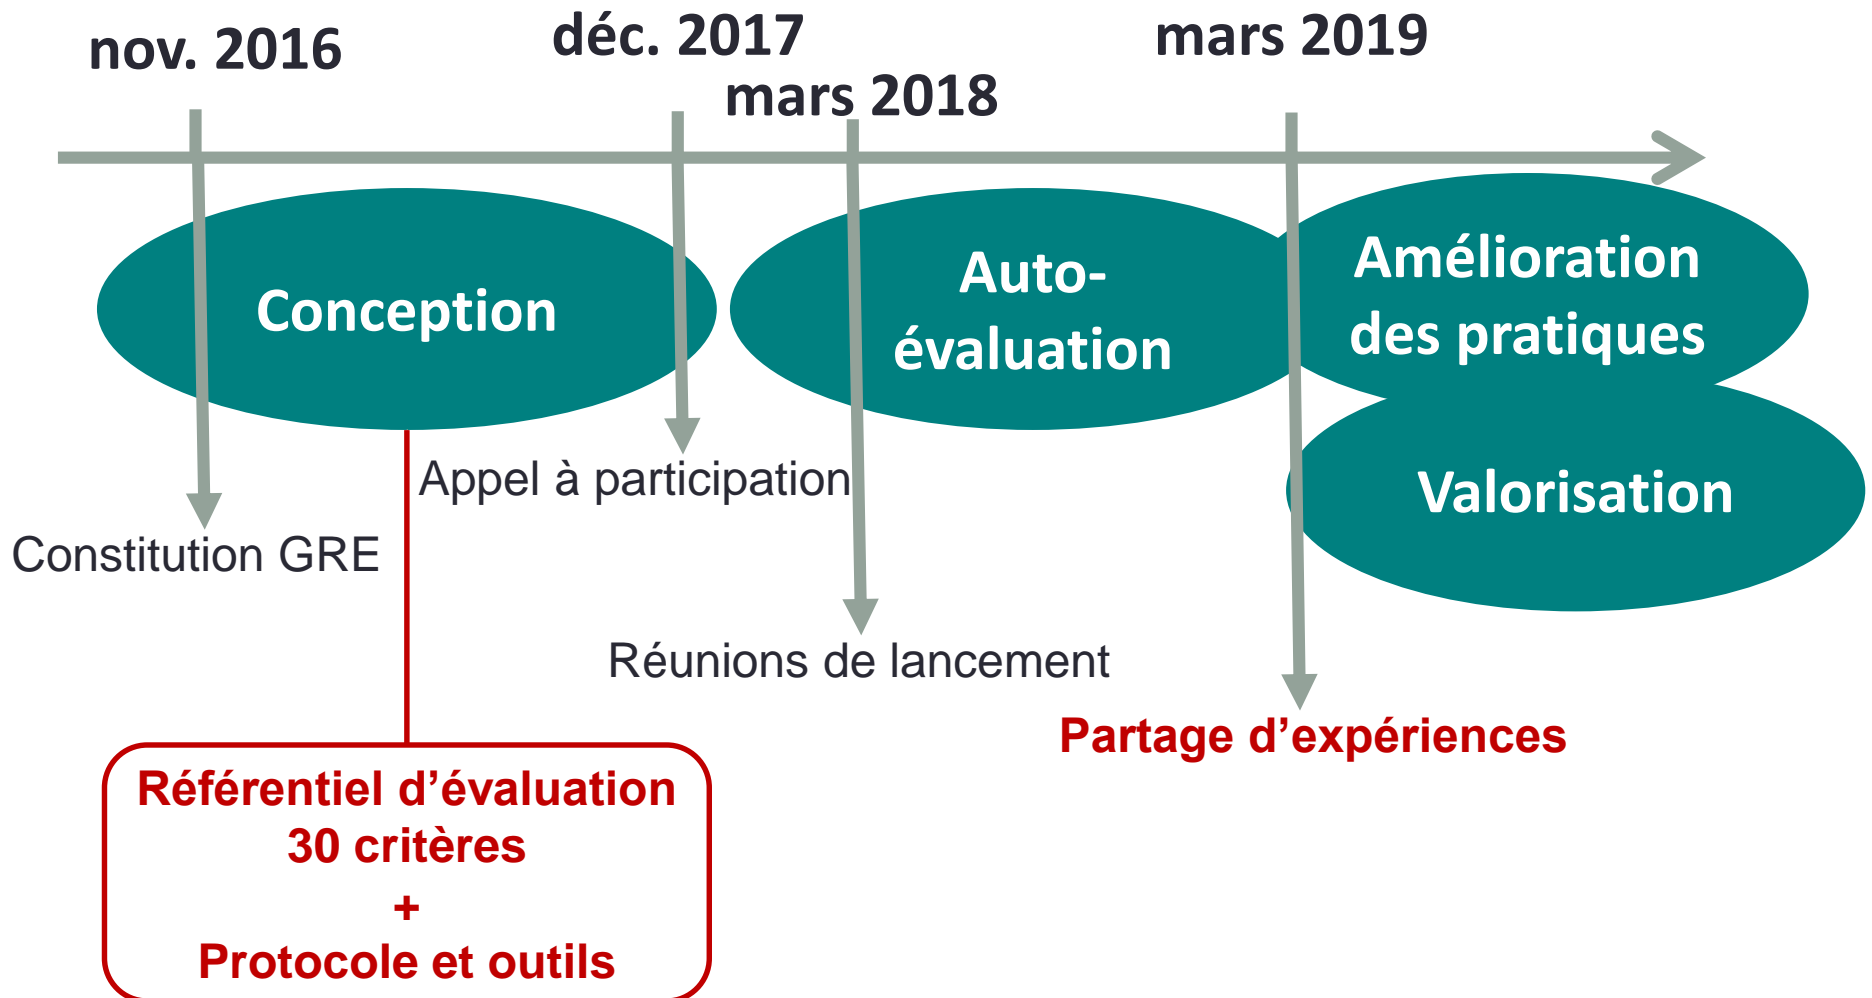 nov. 2016
déc. 2017
mars 2018
mars 2019
Conception
Auto-
évaluation
Amélioration
des pratiques
Valorisation
Appel à participation
Constitution GRE
Réunions de lancement
Partage d’expériences
Référentiel d’évaluation
30 critères
+
Protocole et outils